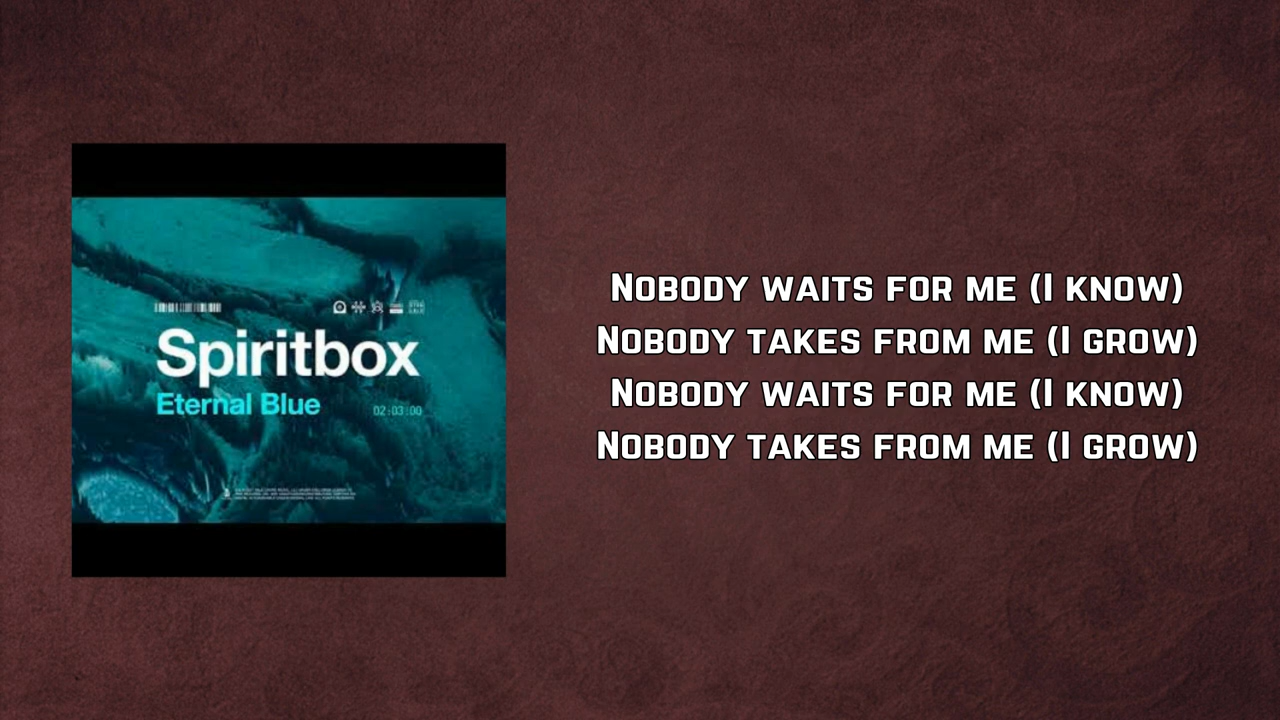 Spiritbox
Eternal Blue
02:03:00
Nobody waits for me (I know)
Nobody takes from me (I grow)
Nobody waits for me (I know)
Nobody takes from me (I grow)